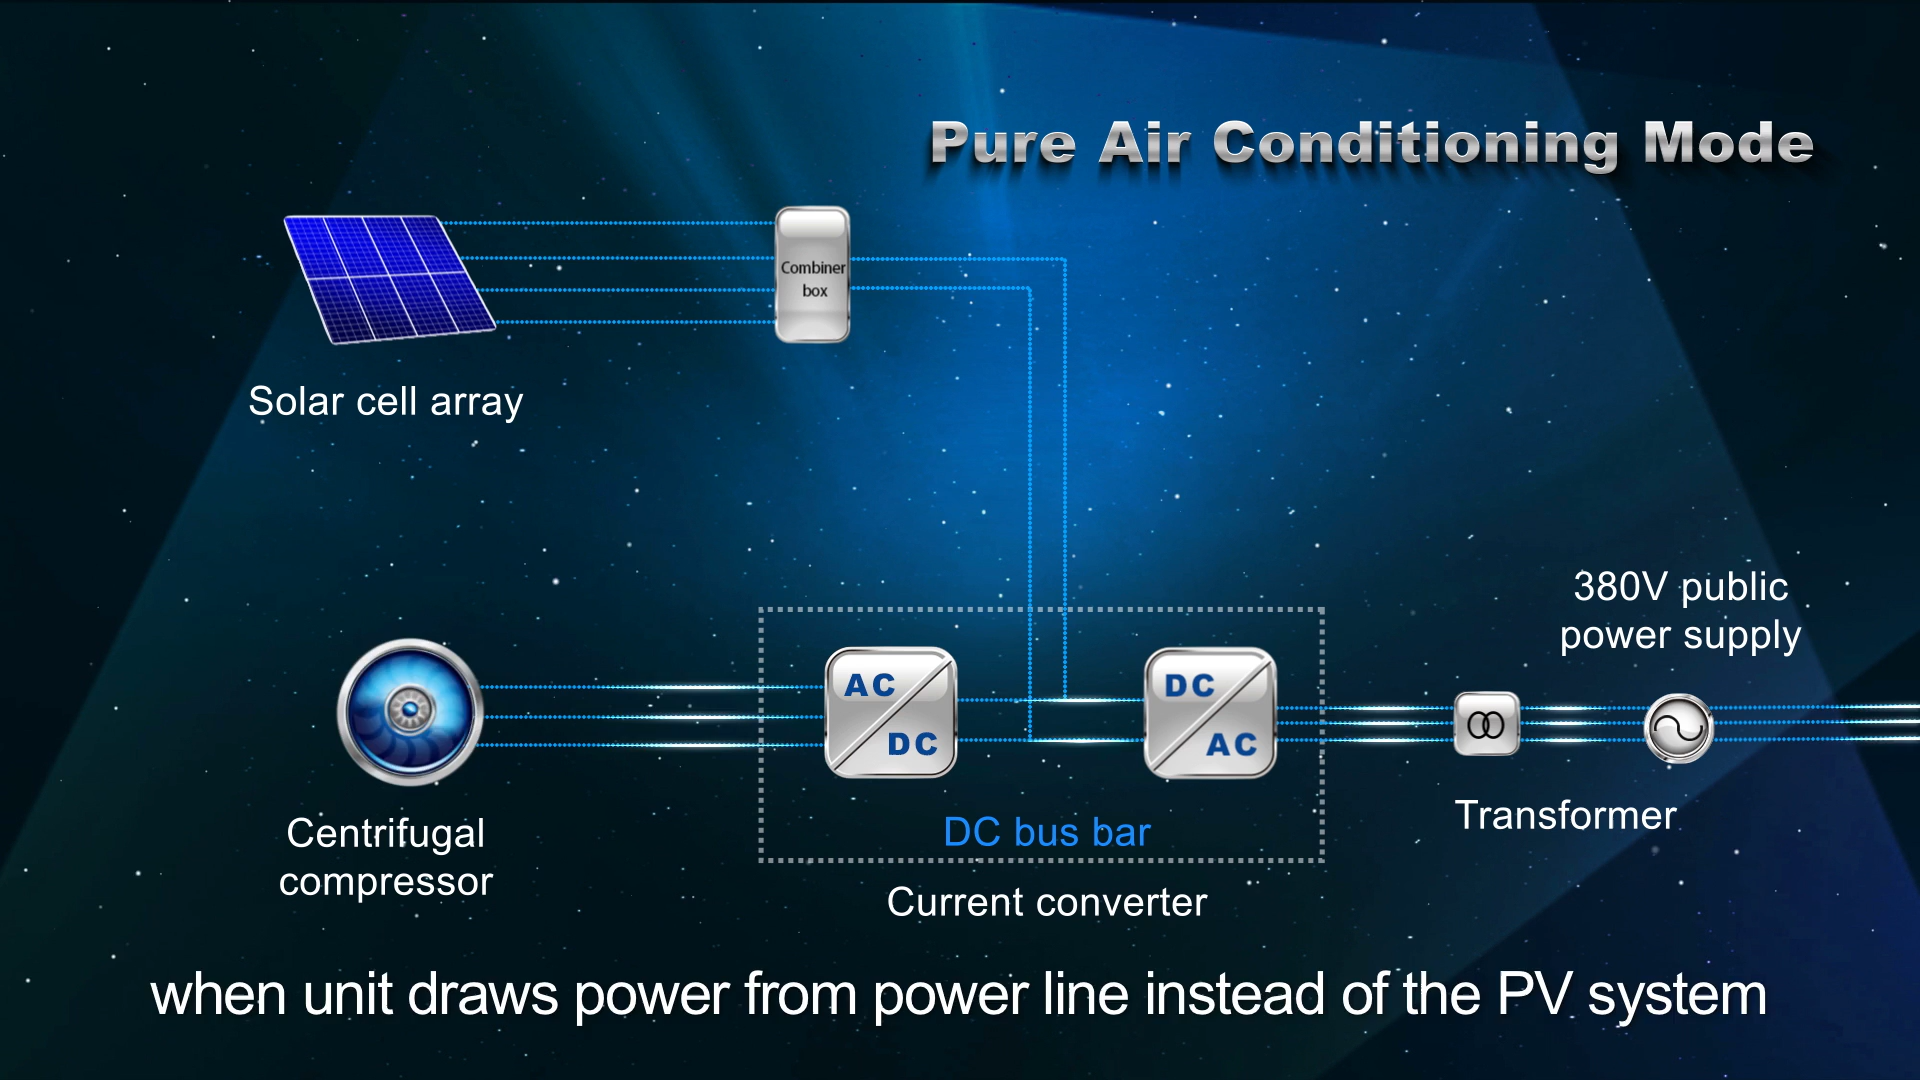 Pure Air Conditioning Mode
Combiner
box
Solar cell array
380V public
power supply
AC
DC
DC
AC
DC bus bar
Transformer
Centrifugal
compressor
Current converter
when unit draws power from power line instead of the PV system